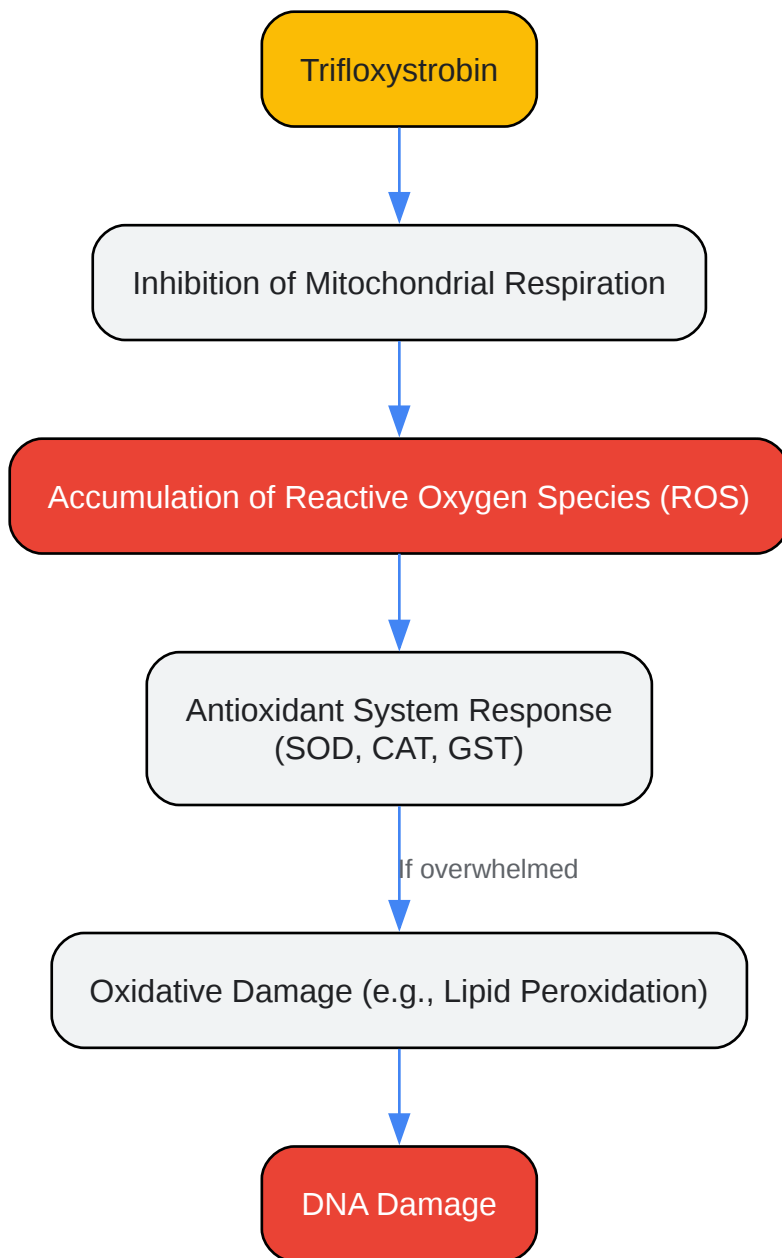 Trifloxystrobin
Inhibition of Mitochondrial Respiration
Accumulation of Reactive Oxygen Species (ROS)
Antioxidant System Response
(SOD, CAT, GST)
If overwhelmed
Oxidative Damage (e.g., Lipid Peroxidation)
DNA Damage